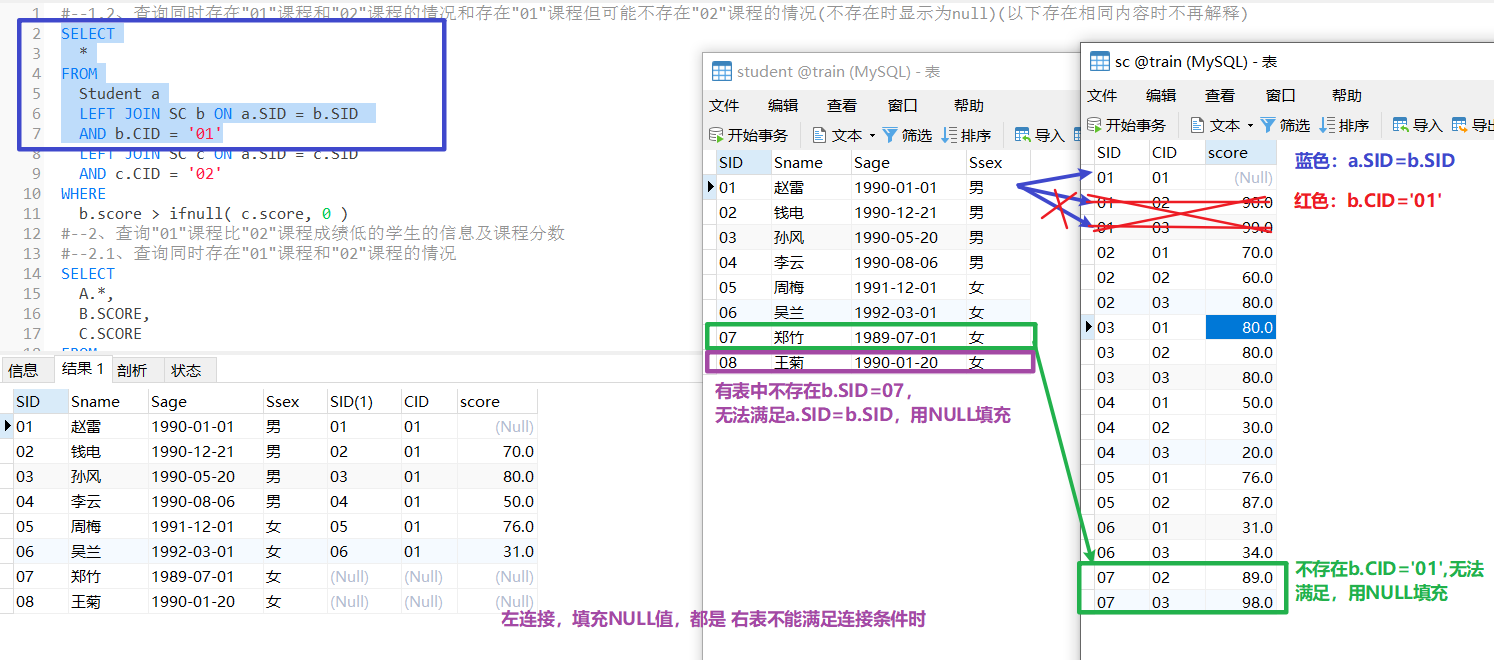 1 #--1.2、查询同时存在"01"课程和"02"课程的情况和存在"01"课程但可能不存在"02"课程的情况(不存在时显示为null)(以下存在相同内容时不再解释)
2 SELECT
3 *
4 FROM
5 Student a
6 LEFT JOIN SC b ON a.SID = b.SID
7 AND b.CID = '01'
8 LEFT JOIN SC c ON a.SID = c.SID
9 AND c.CID = '02'
10 WHERE
11 b.score > ifnull( c.score, 0 )
12 #--2、查询"01"课程比"02"课程成绩低的学生的信息及课程分数
13 #--2.1、查询同时存在"01"课程和"02"课程的情况
14 SELECT
15 A.*,
16 B.SCORE,
17 C.SCORE
18 FROM
信息 结果 1 剖析 状态
SID Sname Sage Ssex SID(1) CID score
01 赵雷 1990-01-01 男 01 01 (Null)
02 钱电 1990-12-21 男 02 01 70.0
03 孙风 1990-05-20 男 03 01 80.0
04 李云 1990-08-06 男 04 01 50.0
05 周梅 1991-12-01 女 05 01 76.0
06 吴兰 1992-03-01 女 06 01 31.0
07 郑竹 1989-07-01 女 (Null) (Null) (Null)
08 王菊 1990-01-20 女 (Null) (Null) (Null)
左连接，填充NULL值，都是 右表不能满足连接条件时
student @train (MySQL) - 表
文件 编辑 查看 窗口 帮助
开始事务 文本 筛选 排序 导入
SID Sname Sage Ssex
01 赵雷 1990-01-01 男
02 钱电 1990-12-21 男
03 孙风 1990-05-20 男
04 李云 1990-08-06 男
05 周梅 1991-12-01 女
06 吴兰 1992-03-01 女
07 郑竹 1989-07-01 女
08 王菊 1990-01-20 女
有表中不存在b.SID=07，
无法满足a.SID=b.SID，用NULL填充
sc @train (MySQL) - 表
文件 编辑 查看 窗口 帮助
开始事务 文本 筛选 排序 导入 导出
SID CID score
01 01 (Null)
01 02 90.0
01 03 99.0
02 01 70.0
02 02 60.0
02 03 80.0
03 01 80.0
03 02 80.0
03 03 80.0
04 01 50.0
04 02 30.0
04 03 20.0
05 01 76.0
05 02 87.0
06 01 31.0
06 03 34.0
07 02 89.0
07 03 98.0
蓝色：a.SID=b.SID
红色：b.CID='01'
不存在b.CID='01',无法
满足，用NULL填充